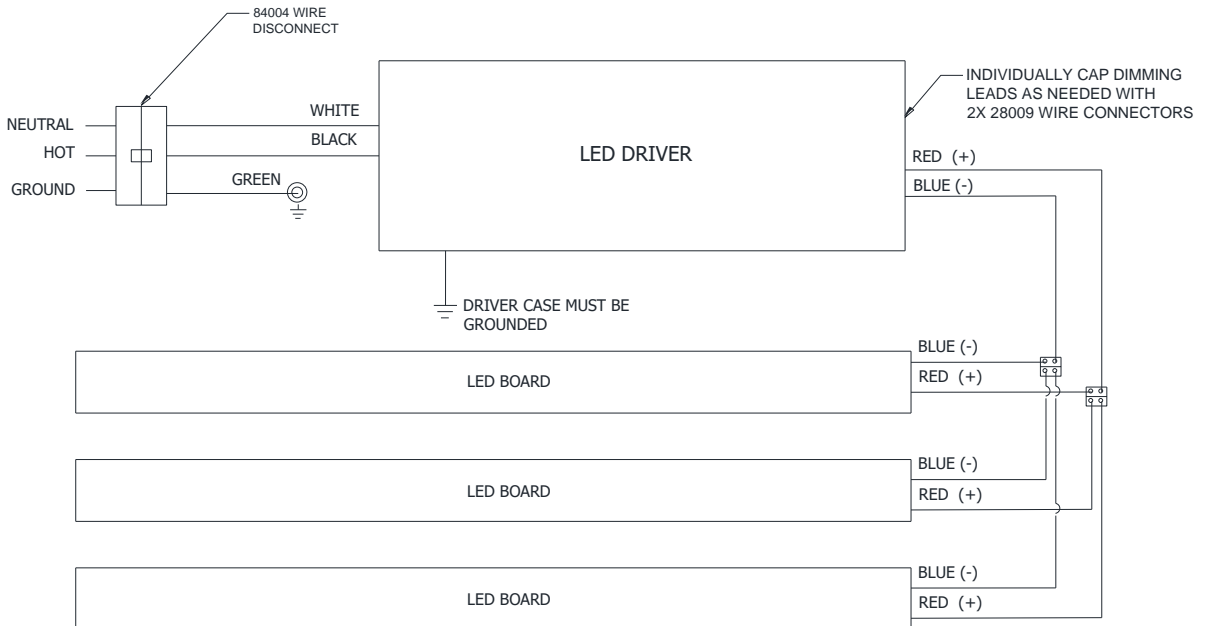 84004 WIRE
DISCONNECT
INDIVIDUALLY CAP DIMMING
LEADS AS NEEDED WITH
2X 28009 WIRE CONNECTORS
NEUTRAL
HOT
GROUND
WHITE
BLACK
GREEN
LED DRIVER
RED (+)
BLUE (-)
DRIVER CASE MUST BE
GROUNDED
LED BOARD
BLUE (-)
RED (+)
LED BOARD
BLUE (-)
RED (+)
LED BOARD
BLUE (-)
RED (+)